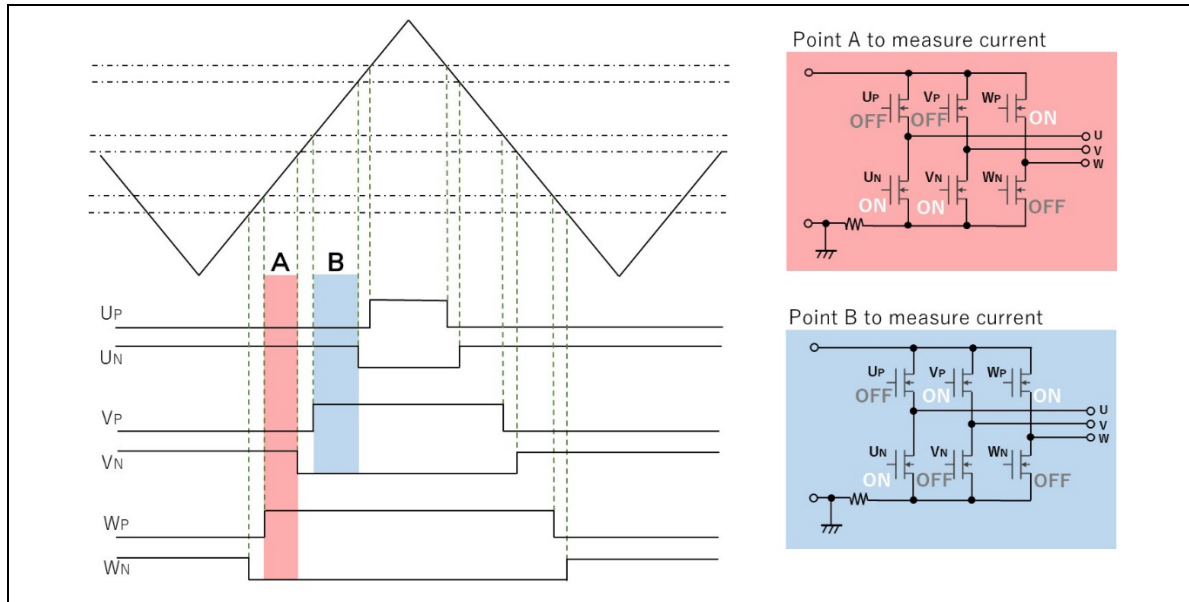 Point A to measure current
UP
VP
WP
OFF
OFF
ON
U
V
W
UN
VN
WN
ON
ON
OFF
A
B
UP
UN
VP
VN
WP
WN
Point B to measure current
UP
VP
WP
OFF
ON
ON
U
V
W
UN
VN
WN
ON
OFF
OFF